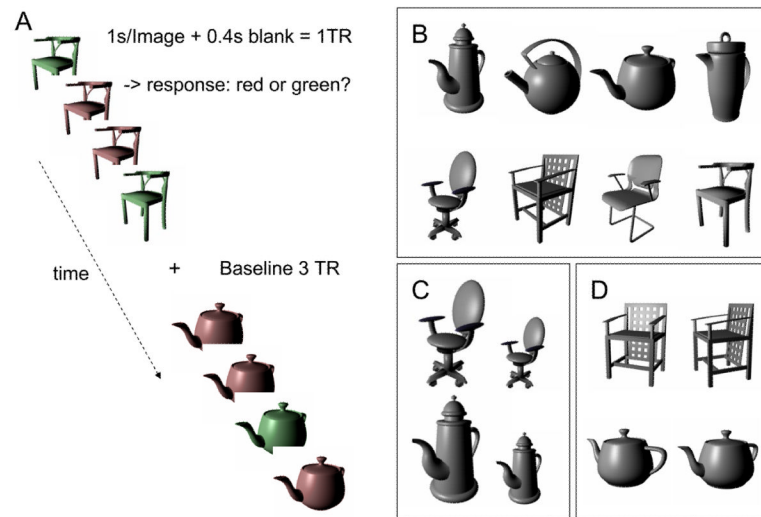 A
1s/Image + 0.4s blank = 1TR
-> response: red or green?
time
+ Baseline 3 TR
B
C
D